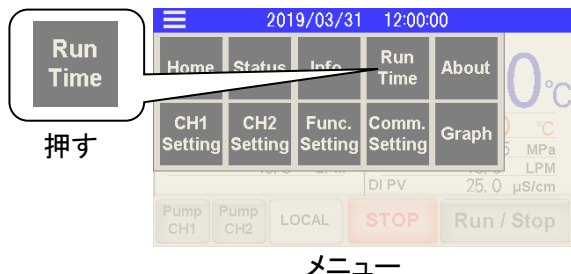 Run
Time
押す
2019/03/31 12:00:00
Home Status Info. Run Time About
CH1 Setting CH2 Setting Func. Setting Comm. Setting Graph
0℃
℃
MPa
LPM
DI PV 25.0 μS/cm
Pump CH1 Pump CH2 LOCAL STOP Run / Stop
メニュー